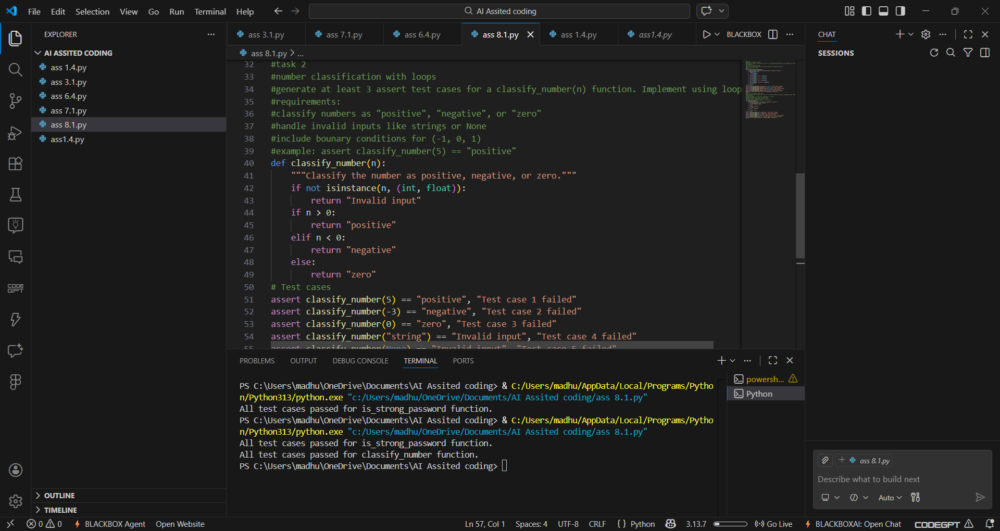 File Edit Selection View Go Run Terminal Help
AI Assited coding
EXPLORER
AI ASSITED CODING
ass 1.4.py
ass 3.1.py
ass 6.4.py
ass 7.1.py
ass 8.1.py
ass1.4.py
OUTLINE
TIMELINE
ass 3.1.py ass 7.1.py ass 6.4.py ass 8.1.py ass 1.4.py ass1.4.py
BLACKBOX
ass 8.1.py > ...
32 #task 2
33 #number classification with loops
34 #generate at least 3 assert test cases for a classify_number(n) function. Implement using loop
35 #requirements:
36 #classify numbers as "positive", "negative", or "zero"
37 #handle invalid inputs like strings or None
38 #include bounary conditions for (-1, 0, 1)
39 #example: assert classify_number(5) == "positive"
40 def classify_number(n):
41 """Classify the number as positive, negative, or zero."""
42 if not isinstance(n, (int, float)):
43 return "Invalid input"
44 if n > 0:
45 return "positive"
46 elif n < 0:
47 return "negative"
48 else:
49 return "zero"
50 # Test cases
51 assert classify_number(5) == "positive", "Test case 1 failed"
52 assert classify_number(-3) == "negative", "Test case 2 failed"
53 assert classify_number(0) == "zero", "Test case 3 failed"
54 assert classify_number("string") == "Invalid input", "Test case 4 failed"
55 assert classify_number(None) == "Invalid input", "Test case 5 failed"
PROBLEMS OUTPUT DEBUG CONSOLE TERMINAL PORTS
PS C:\Users\madhu\OneDrive\Documents\AI Assited coding> & C:/Users/madhu/AppData/Local/Programs/Pytho
n/Python313/python.exe "c:/Users/madhu/OneDrive/Documents/AI Assited coding/ass 8.1.py"
All test cases passed for is_strong_password function.
PS C:\Users\madhu\OneDrive\Documents\AI Assited coding> & C:/Users/madhu/AppData/Local/Programs/Pytho
n/Python313/python.exe "c:/Users/madhu/OneDrive/Documents/AI Assited coding/ass 8.1.py"
All test cases passed for is_strong_password function.
All test cases passed for classify_number function.
PS C:\Users\madhu\OneDrive\Documents\AI Assited coding>
powersh...
Python
CHAT
SESSIONS
ass 8.1.py
Describe what to build next
Auto
CODE
GPT
0 0 BLACKBOX Agent Open Website
Ln 57, Col 1 Spaces: 4 UTF-8 CRLF { } Python 3.13.7 Go Live BLACKBOXAI: Open Chat CODEGPT